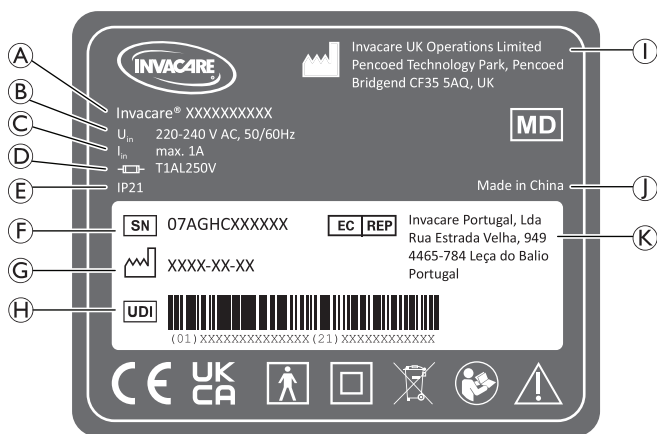 INVACARE
Invacare UK Operations Limited
Pencoed Technology Park, Pencoed
Bridgend CF35 5AQ, UK
A
B
C
D
E
Invacare® XXXXXXXXXX
Uin 220-240 V AC, 50/60Hz
Iin max. 1A
T1AL250V
IP21
MD
Made in China
I
J
F
G
H
SN 07AGHCXXXXXX
XXXX-XX-XX
UDI
(01)XXXXXXXXXXXXXX(21)XXXXXXXXXXXX
EC REP
Invacare Portugal, Lda
Rua Estrada Velha, 949
4465-784 Leça do Balio
Portugal
K
CE
UK
CA